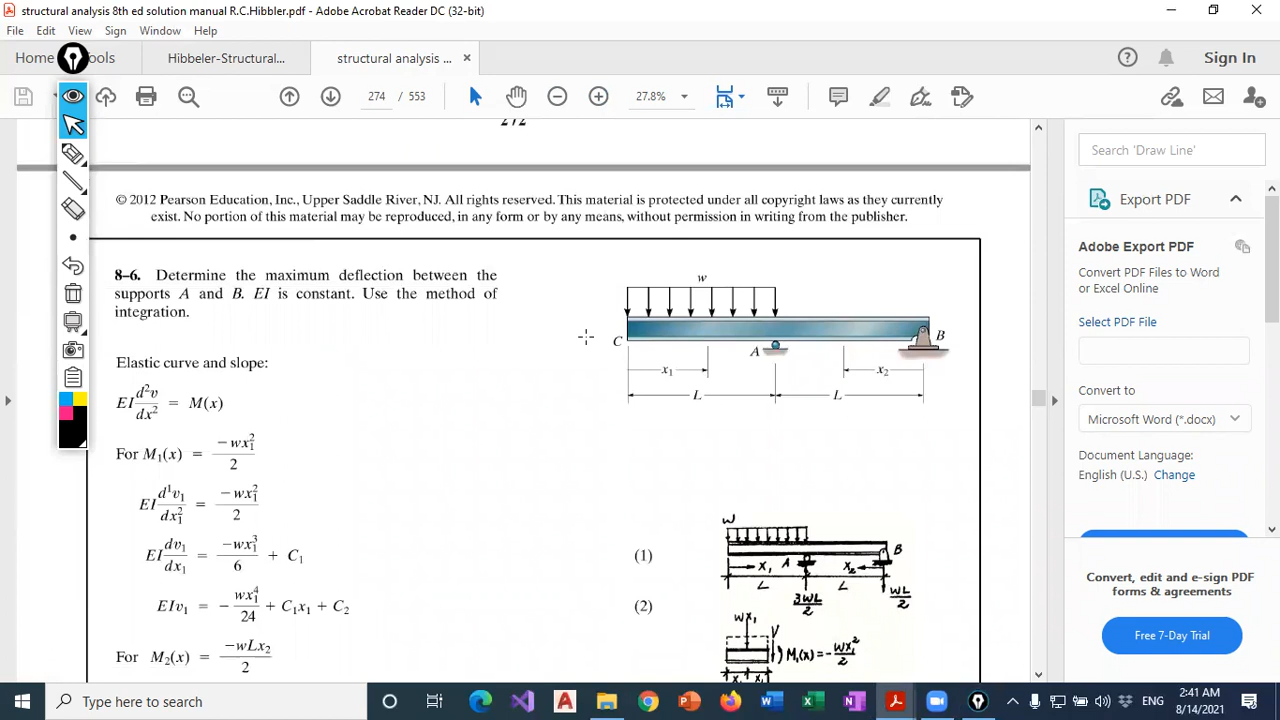 structural analysis 8th ed solution manual R.C.Hibbler.pdf - Adobe Acrobat Reader DC (32-bit)
File Edit View Sign Window Help
Home Tools Hibbeler-Structural... structural analysis ... × Sign In
274 / 553 27.8%
272
© 2012 Pearson Education, Inc., Upper Saddle River, NJ. All rights reserved. This material is protected under all copyright laws as they currently
exist. No portion of this material may be reproduced, in any form or by any means, without permission in writing from the publisher.
8–6. Determine the maximum deflection between the
supports A and B. EI is constant. Use the method of
integration.
w
C
A
B
x₁ x₂
L L
Elastic curve and slope:
EI d²v/dx² = M(x)
For M₁(x) = -wx₁²/2
EI d¹v₁/dx₁² = -wx₁²/2
EI dv₁/dx₁ = -wx₁³/6 + C₁ (1)
EIv₁ = - wx₁⁴/24 + C₁x₁ + C₂ (2)
For M₂(x) = -wLx₂/2
W
A B
x₁ x₂
L L
3WL/2 WL/2
Wx₁
V
M₁(x) = - Wx₁²/2
Search 'Draw Line'
Export PDF
Adobe Export PDF
Convert PDF Files to Word
or Excel Online
Select PDF File
Convert to
Microsoft Word (*.docx)
Document Language:
English (U.S.) Change
Convert, edit and e-sign PDF
forms & agreements
Free 7-Day Trial
Type here to search
ENG
2:41 AM
8/14/2021